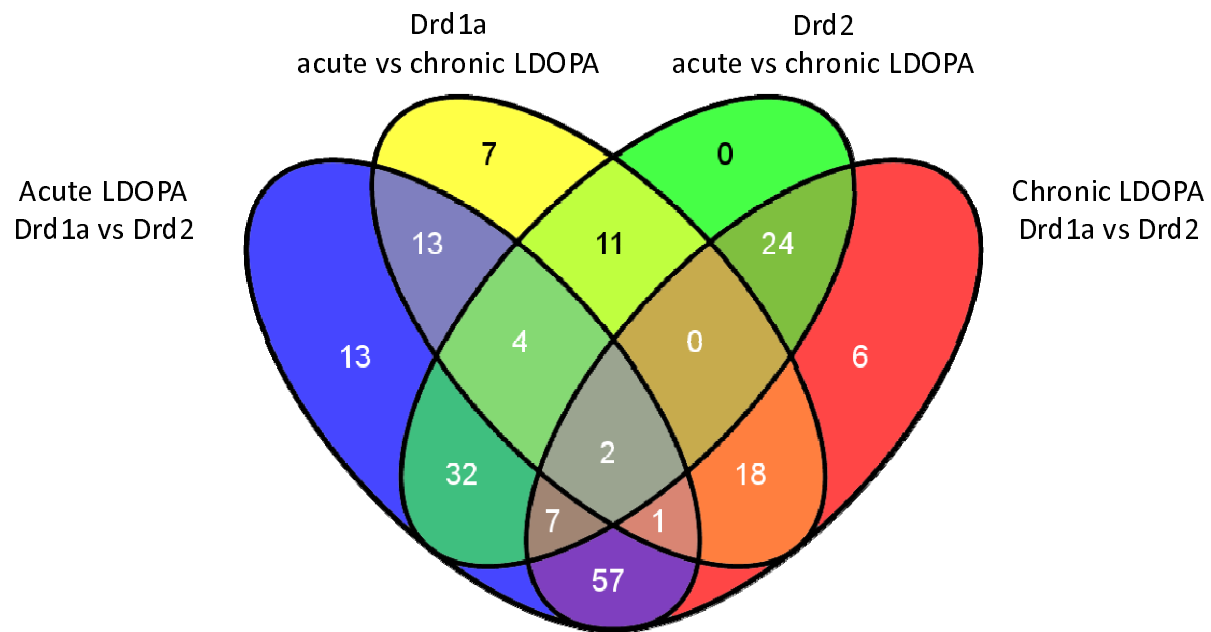 Drd1a
acute vs chronic LDOPA
Drd2
acute vs chronic LDOPA
Acute LDOPA
Drd1a vs Drd2
Chronic LDOPA
Drd1a vs Drd2
7
0
13
11
24
13
4
0
6
2
32
18
7
1
57